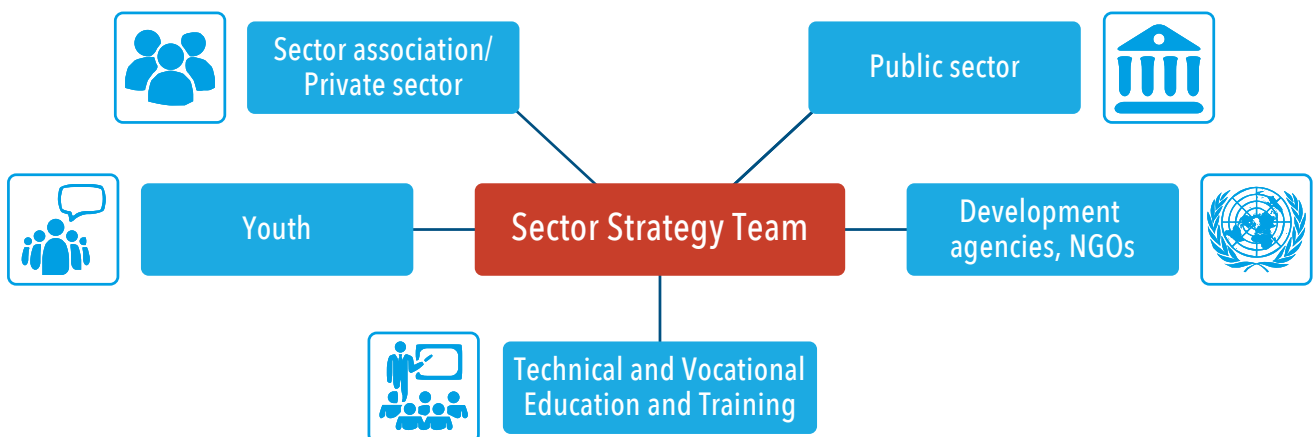 Sector association/
Private sector
Public sector
Youth
Sector Strategy Team
Development
agencies, NGOs
Technical and Vocational
Education and Training